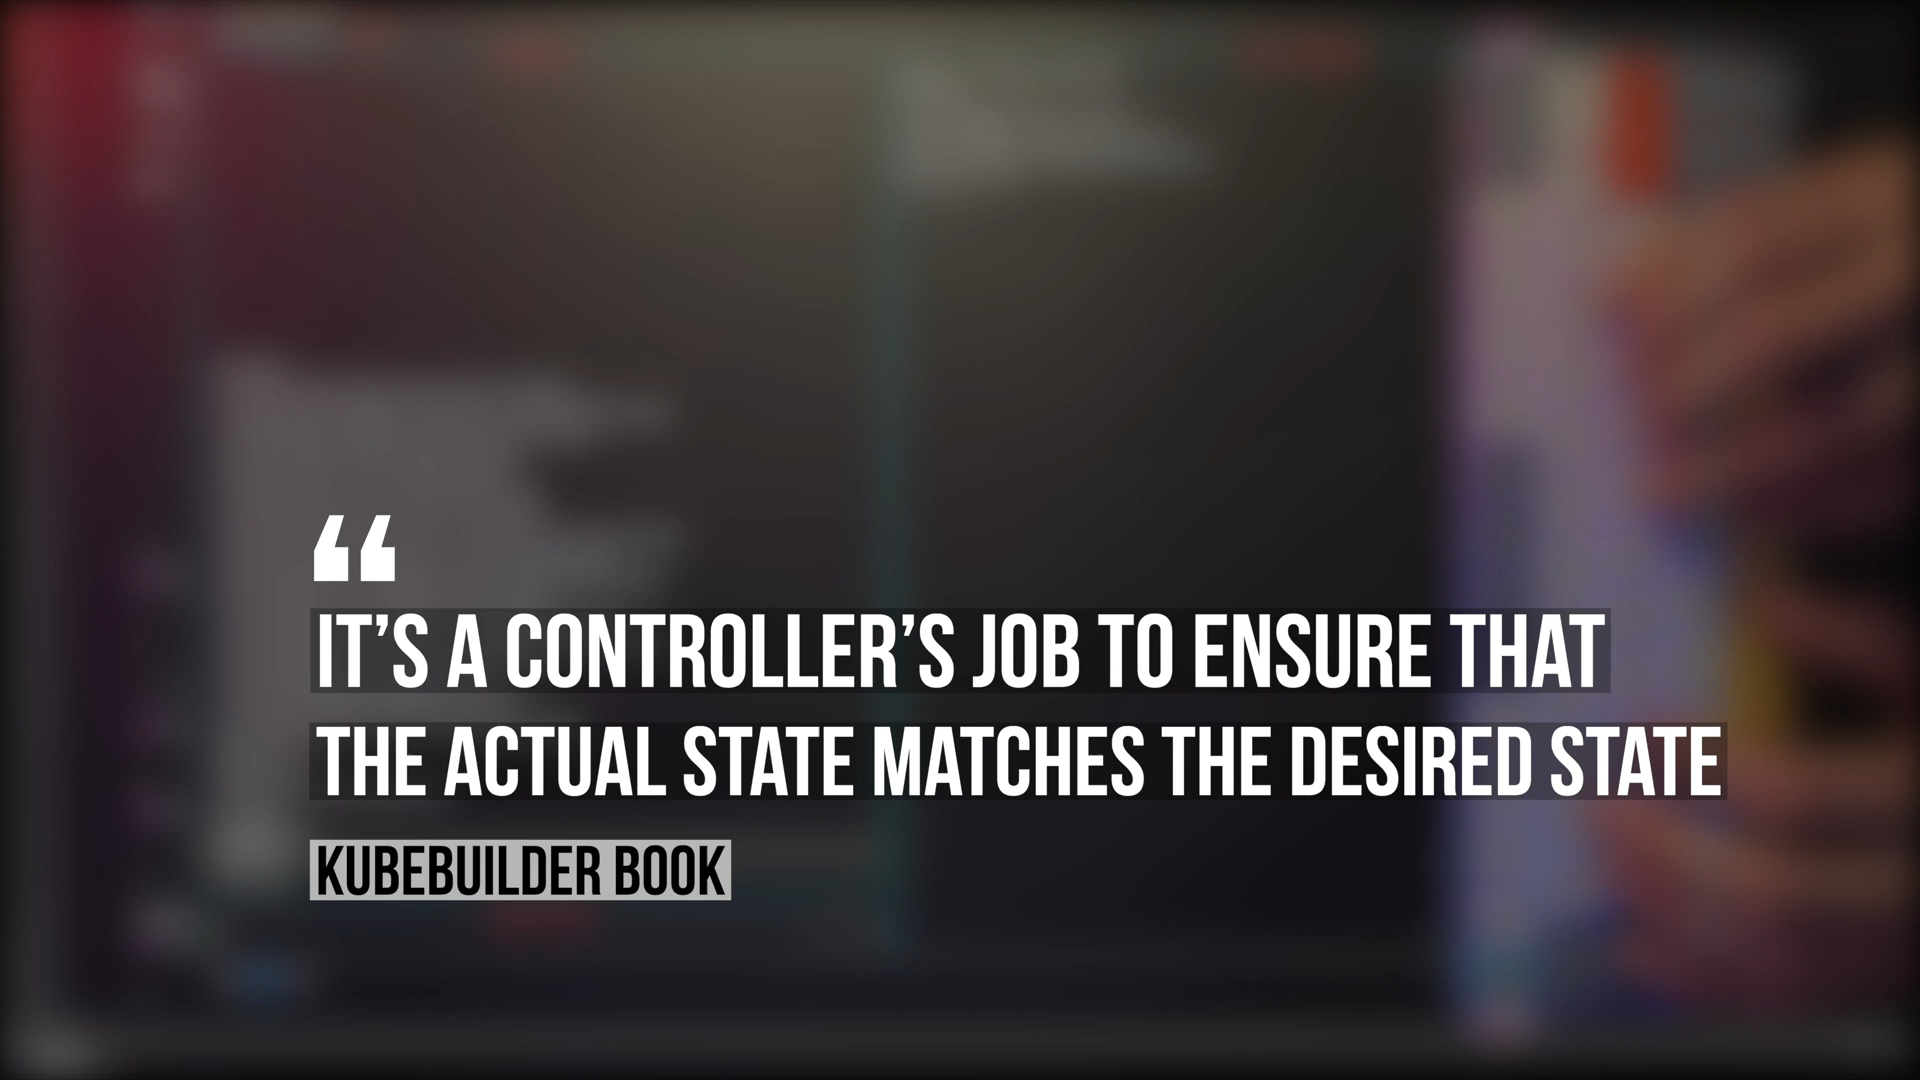 “
IT’S A CONTROLLER’S JOB TO ENSURE THAT
THE ACTUAL STATE MATCHES THE DESIRED STATE
KUBEBUILDER BOOK